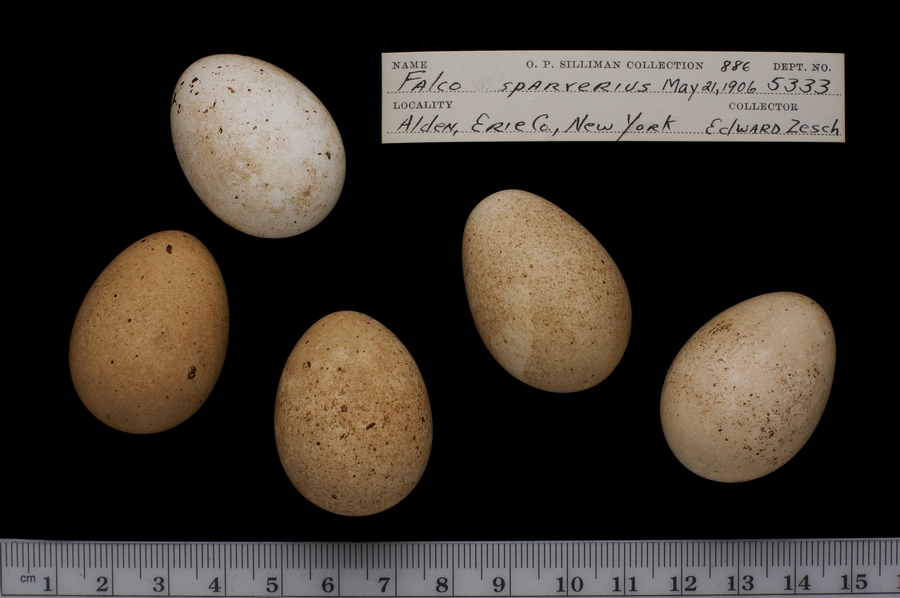 NAME O. P. SILLIMAN COLLECTION 886 DEPT. NO.
Falco sparverius May 21, 1906 5333
LOCALITY COLLECTOR
Alden, Erie Co., New York Edward Zesch
cm 1 2 3 4 5 6 7 8 9 10 11 12 13 14 15